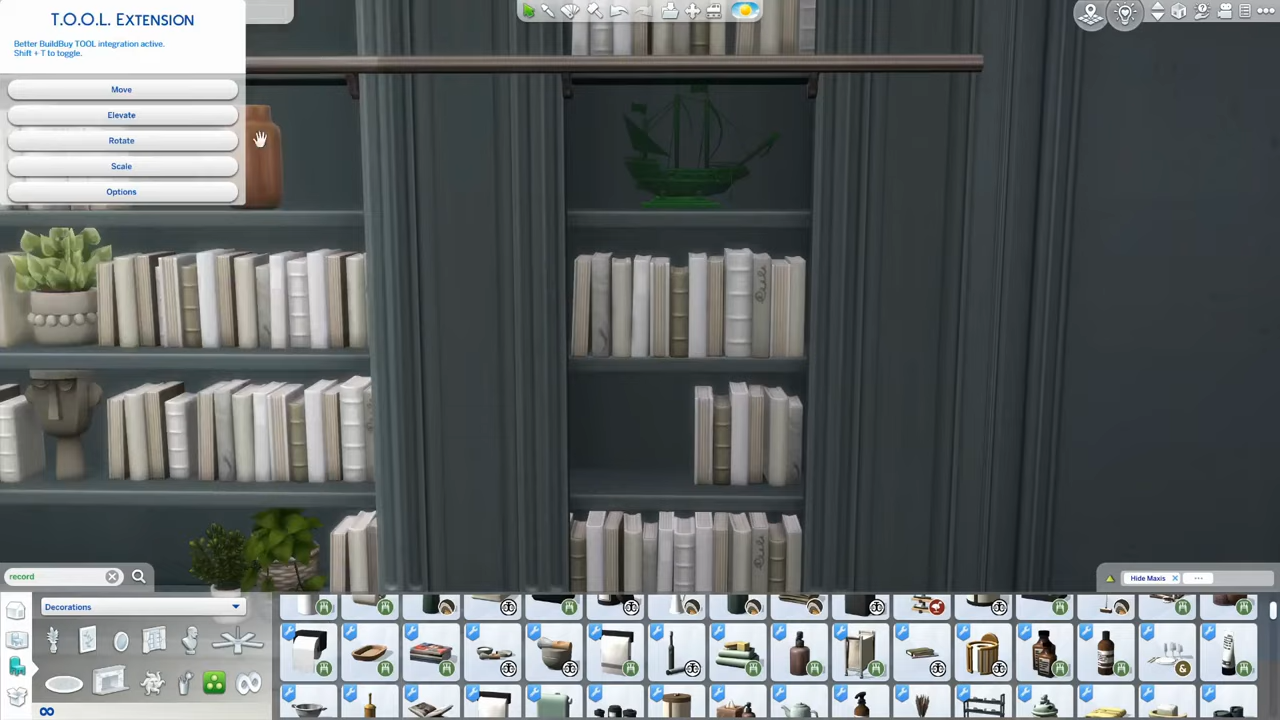 T.O.O.L. Extension
Better BuildBuy TOOL integration active.
Shift + T to toggle.
Move
Elevate
Rotate
Scale
Options
record
Hide Maxis
Decorations